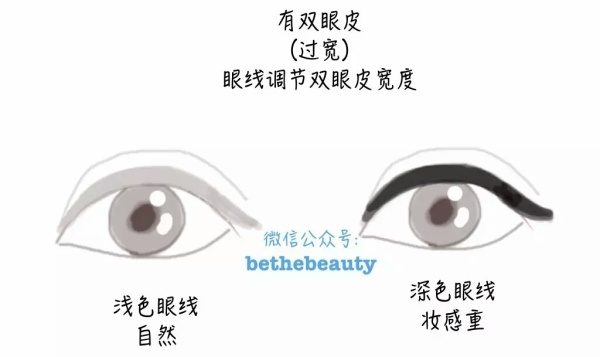 有双眼皮
(过宽)
眼线调节双眼皮宽度
微信公众号:
bethebeauty
浅色眼线
自然
深色眼线
妆感重